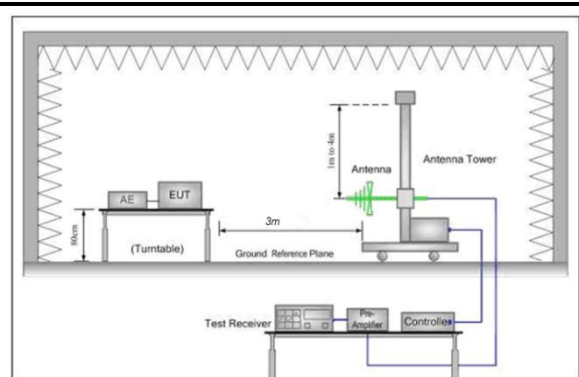 1m to 4m
Antenna
Antenna Tower
AE
EUT
80cm
(Turntable)
3m
Ground Reference Plane
Test Receiver
Pre-
Amplifier
Controller